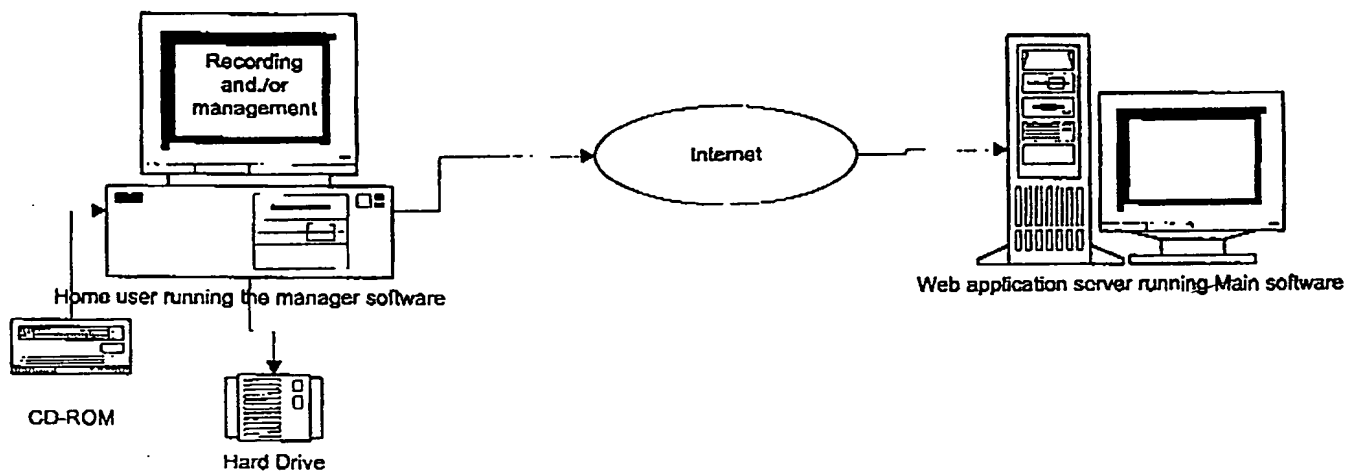 Recording
and./or
management
Internet
Home user running the manager software
Web application server running Main software
CD-ROM
Hard Drive